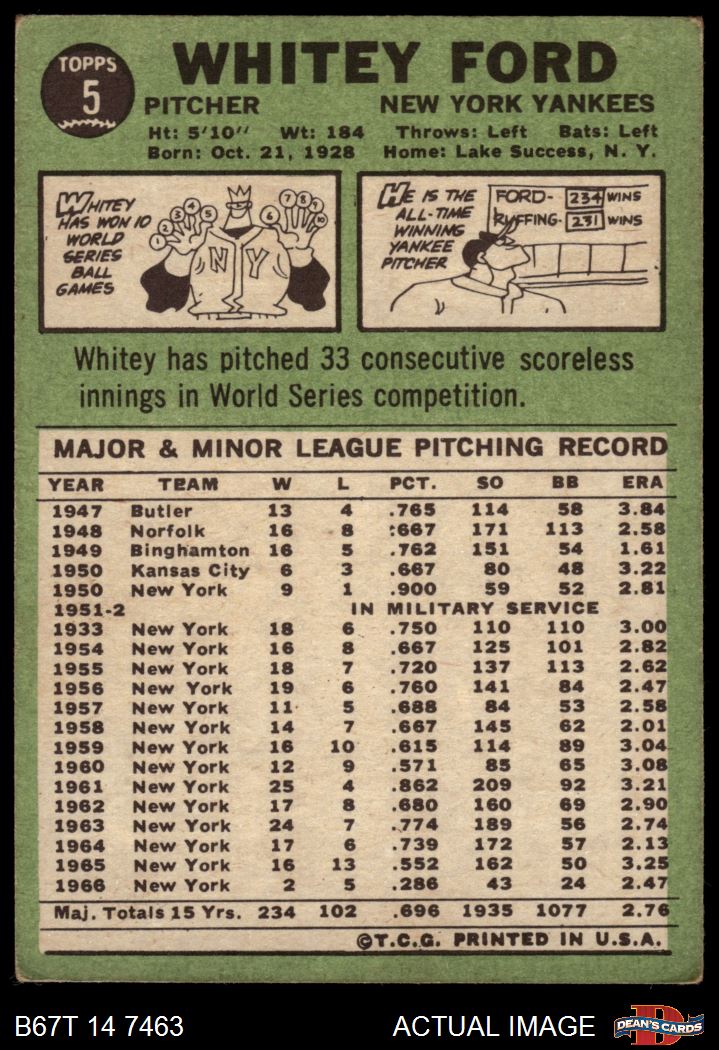 TOPPS
5
WHITEY FORD
PITCHER NEW YORK YANKEES
Ht: 5'10'' Wt: 184 Throws: Left Bats: Left
Born: Oct. 21, 1928 Home: Lake Success, N. Y.
WHITEY
HAS WON 10
WORLD
SERIES
BALL
GAMES
1 2 3 4 5 6 7 8 9 10
N Y
HE IS THE
ALL-TIME
WINNING
YANKEE
PITCHER
FORD- 234 WINS
RUFFING- 231 WINS
Whitey has pitched 33 consecutive scoreless
innings in World Series competition.
MAJOR & MINOR LEAGUE PITCHING RECORD
YEAR TEAM W L PCT. SO BB ERA
1947 Butler 13 4 .765 114 58 3.84
1948 Norfolk 16 8 :667 171 113 2.58
1949 Binghamton 16 5 .762 151 54 1.61
1950 Kansas City 6 3 .667 80 48 3.22
1950 New York 9 1 .900 59 52 2.81
1951-2 IN MILITARY SERVICE
1933 New York 18 6 .750 110 110 3.00
1954 New York 16 8 .667 125 101 2.82
1955 New York 18 7 .720 137 113 2.62
1956 New York 19 6 .760 141 84 2.47
1957 New York 11 5 .688 84 53 2.58
1958 New York 14 7 .667 145 62 2.01
1959 New York 16 10 .615 114 89 3.04
1960 New York 12 9 .571 85 65 3.08
1961 New York 25 4 .862 209 92 3.21
1962 New York 17 8 .680 160 69 2.90
1963 New York 24 7 .774 189 56 2.74
1964 New York 17 6 .739 172 57 2.13
1965 New York 16 13 .552 162 50 3.25
1966 New York 2 5 .286 43 24 2.47
Maj. Totals 15 Yrs. 234 102 .696 1935 1077 2.76
©T.C.G. PRINTED IN U.S.A.
B67T 14 7463 ACTUAL IMAGE
D
DEAN'S CARDS